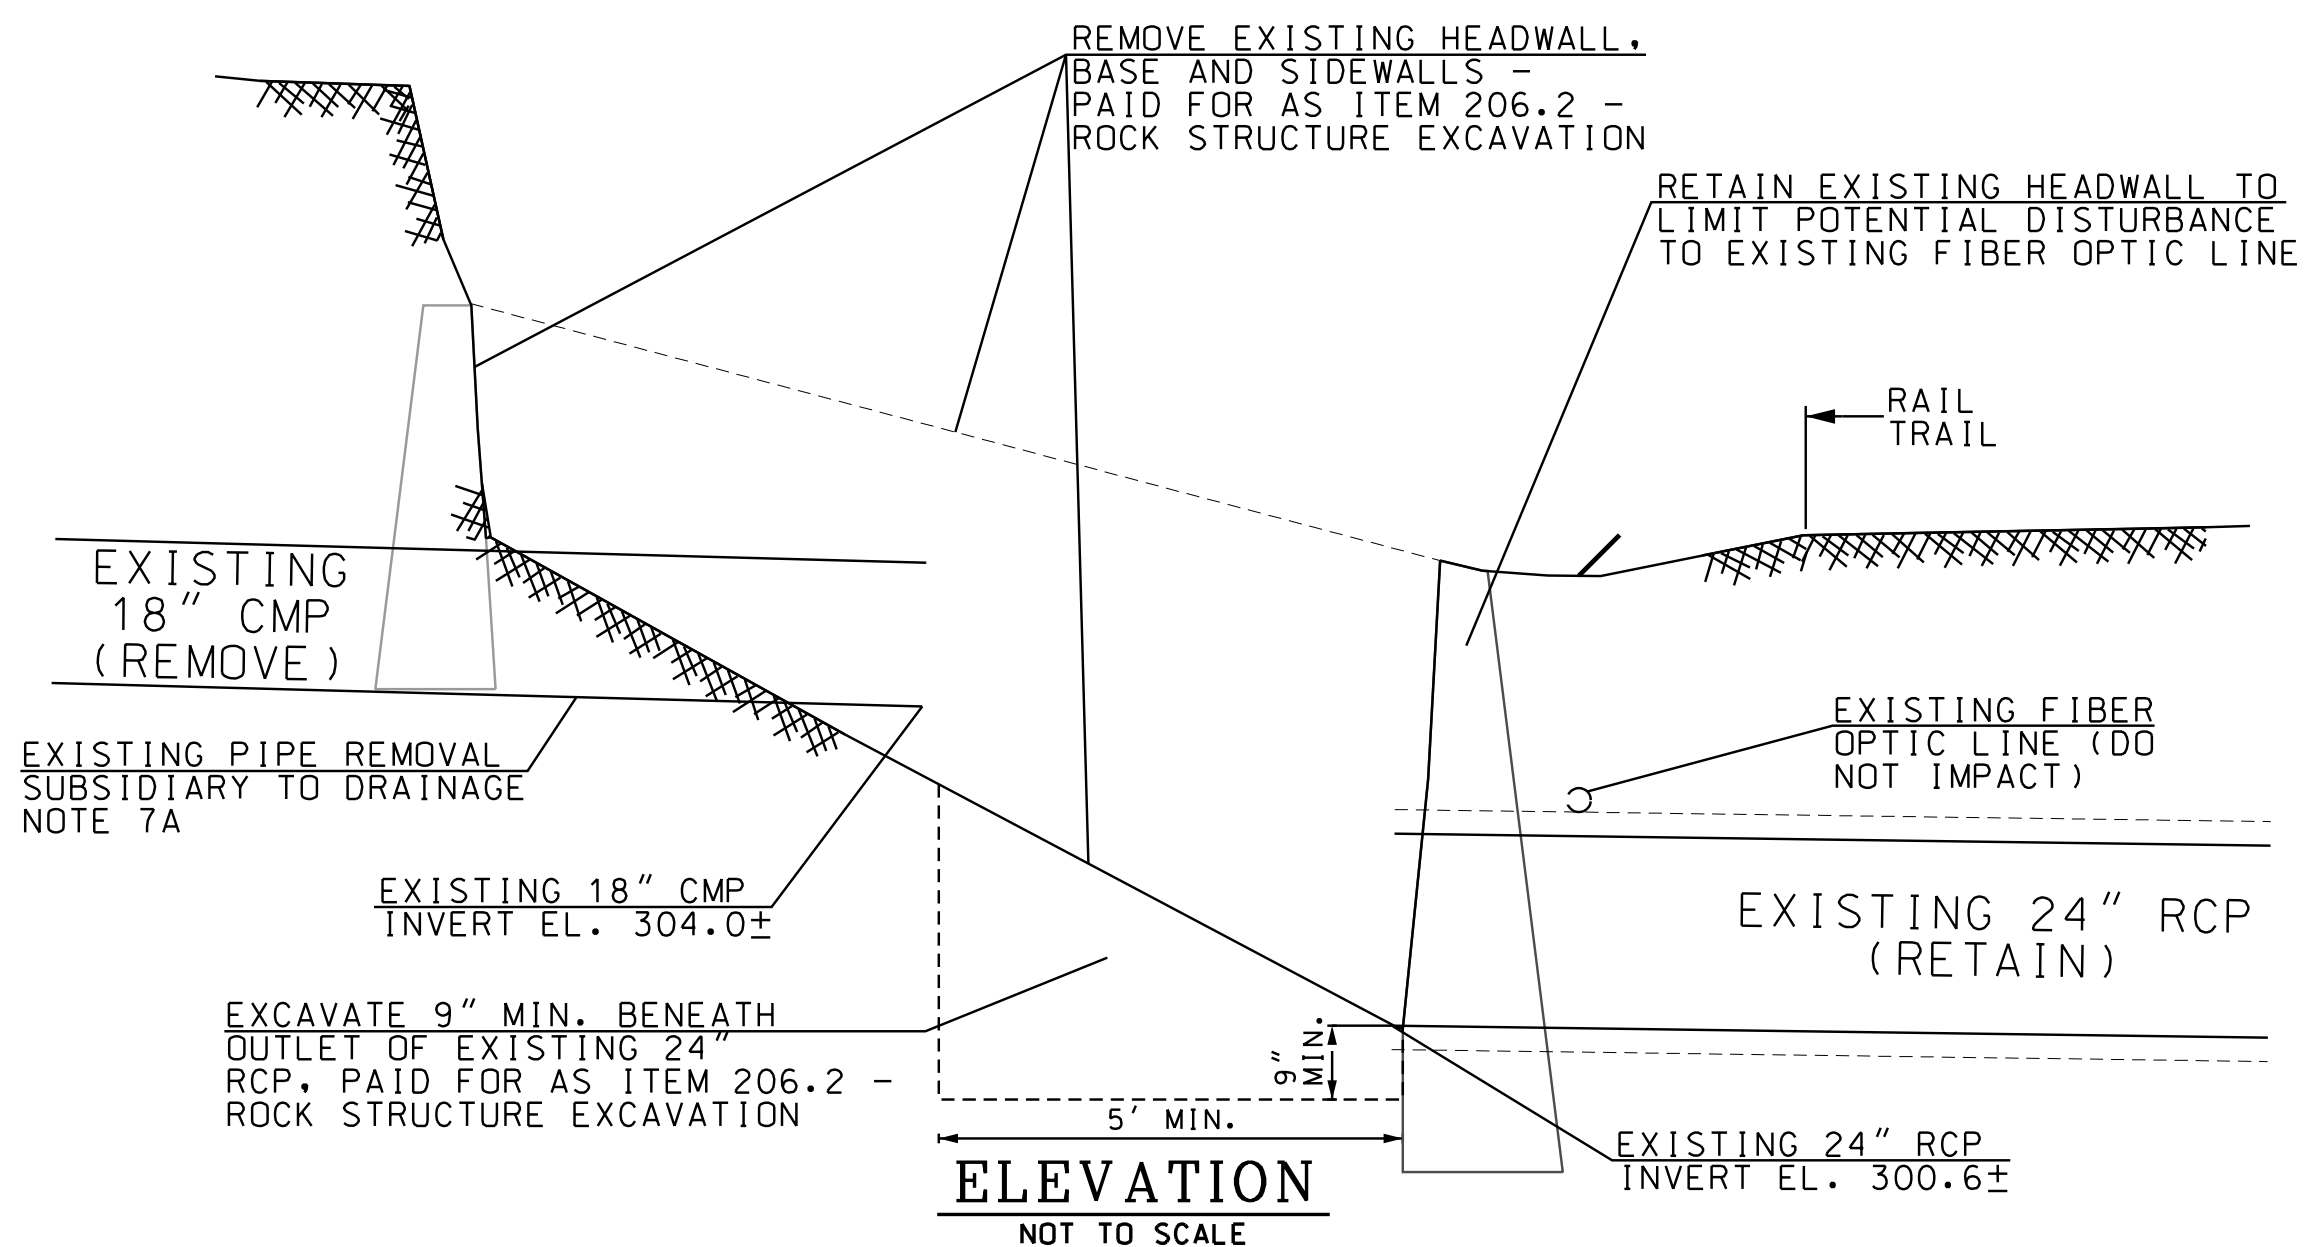 REMOVE EXISTING HEADWALL,
BASE AND SIDEWALLS -
PAID FOR AS ITEM 206.2 -
ROCK STRUCTURE EXCAVATION
RETAIN EXISTING HEADWALL TO
LIMIT POTENTIAL DISTURBANCE
TO EXISTING FIBER OPTIC LINE
RAIL
TRAIL
EXISTING
18" CMP
(REMOVE)
EXISTING PIPE REMOVAL
SUBSIDIARY TO DRAINAGE
NOTE 7A
EXISTING FIBER
OPTIC LINE (DO
NOT IMPACT)
EXISTING 18" CMP
INVERT EL. 304.0±
EXISTING 24" RCP
(RETAIN)
EXCAVATE 9" MIN. BENEATH
OUTLET OF EXISTING 24"
RCP, PAID FOR AS ITEM 206.2 -
ROCK STRUCTURE EXCAVATION
9"
MIN.
5' MIN.
EXISTING 24" RCP
INVERT EL. 300.6±
ELEVATION
NOT TO SCALE